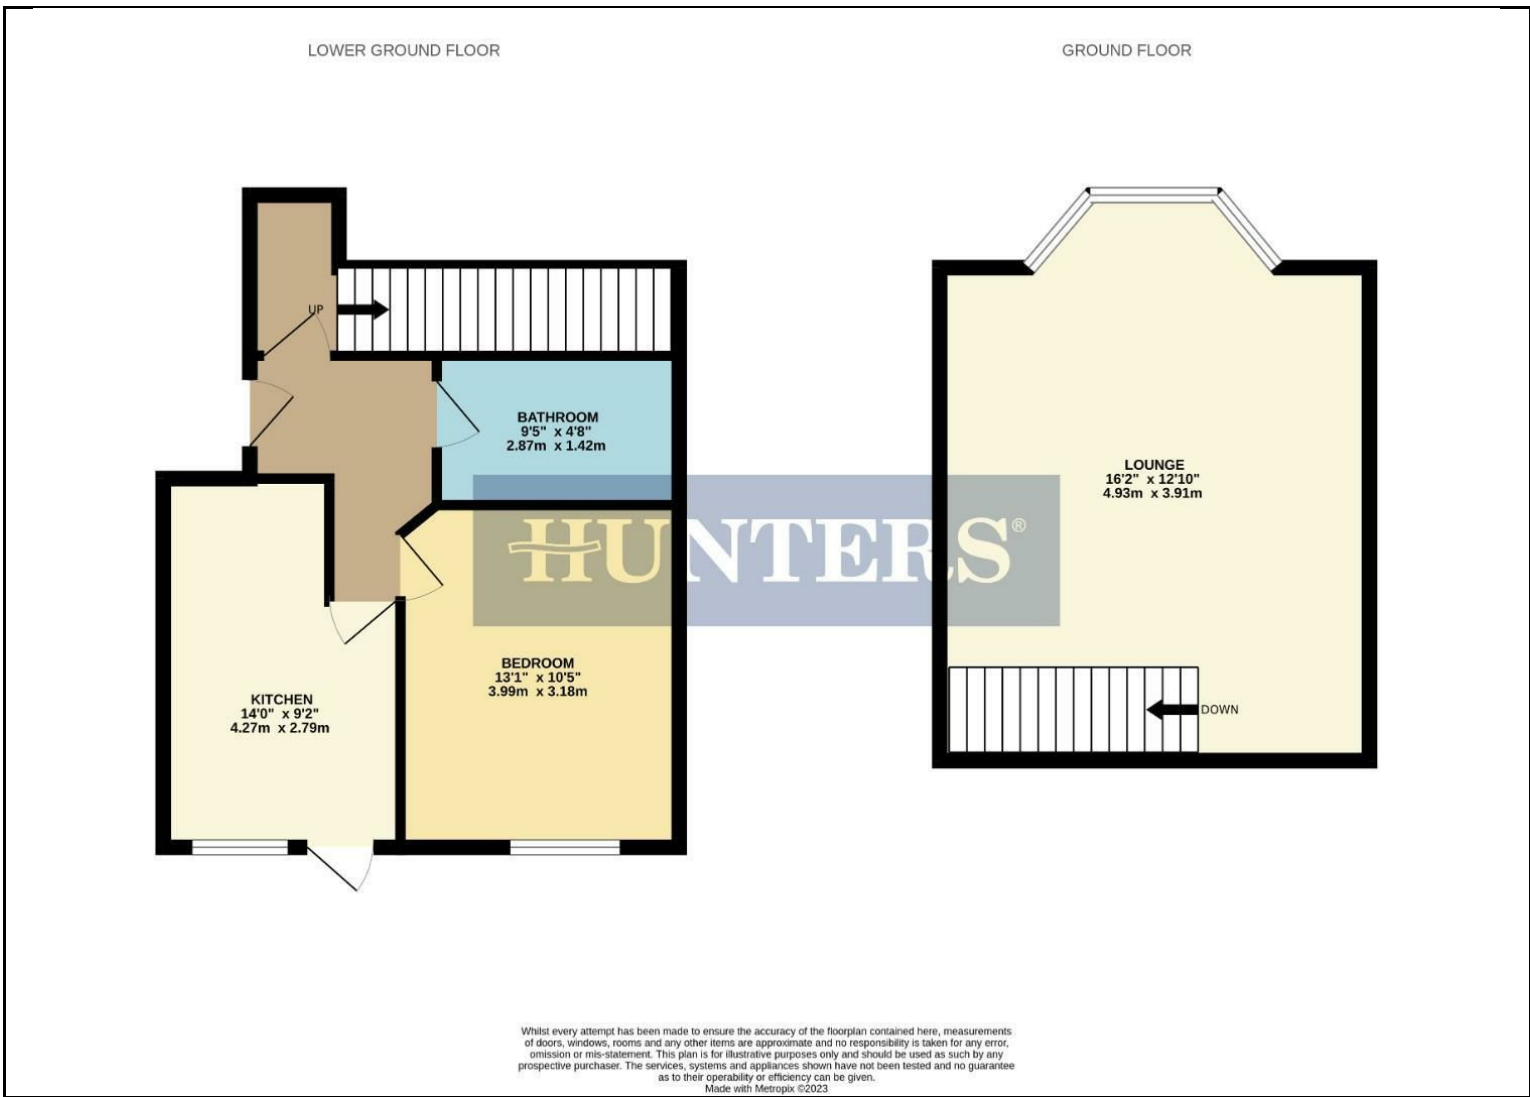 LOWER GROUND FLOOR
GROUND FLOOR
UP
BATHROOM
9'5" x 4'8"
2.87m x 1.42m
LOUNGE
16'2" x 12'10"
4.93m x 3.91m
HUNTERS®
BEDROOM
13'1" x 10'5"
3.99m x 3.18m
KITCHEN
14'0" x 9'2"
4.27m x 2.79m
DOWN
Whilst every attempt has been made to ensure the accuracy of the floorplan contained here, measurements
of doors, windows, rooms and any other items are approximate and no responsibility is taken for any error,
omission or mis-statement. This plan is for illustrative purposes only and should be used as such by any
prospective purchaser. The services, systems and appliances shown have not been tested and no guarantee
as to their operability or efficiency can be given.
Made with Metropix ©2023